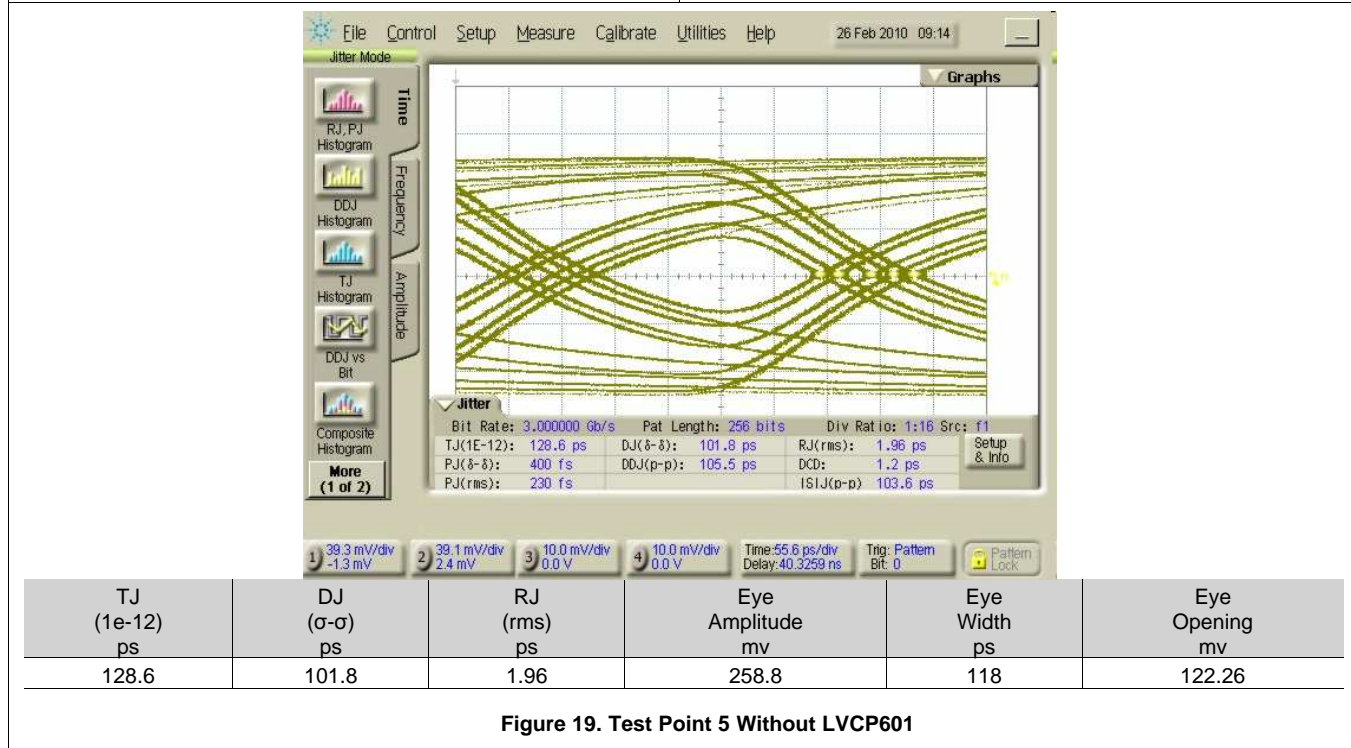 File Control Setup Measure Calibrate Utilities Help 26 Feb 2010 09:14
Jitter Mode
Graphs
Time
Frequency
Amplitude
RJ, PJ
Histogram
DDJ
Histogram
TJ
Histogram
DDJ vs
Bit
Composite
Histogram
More
(1 of 2)
Jitter
Bit Rate: 3.000000 Gb/s Pat Length: 256 bits Div Ratio: 1:16 Src: f1
TJ(1E-12): 128.6 ps DJ(δ-δ): 101.8 ps RJ(rms): 1.96 ps
PJ(δ-δ): 400 fs DDJ(p-p): 105.5 ps DCD: 1.2 ps
PJ(rms): 230 fs ISIJ(p-p) 103.6 ps
Setup
& Info
1) 39.3 mV/div 2) 39.1 mV/div 3) 10.0 mV/div 4) 10.0 mV/div Time:55.6 ps/div Trig: Pattern Pattern
-1.3 mV 2.4 mV 0.0 V 0.0 V Delay:40.3259 ns Bit: 0 Lock
TJ DJ RJ Eye Eye Eye
(1e-12) (σ-σ) (rms) Amplitude Width Opening
ps ps ps mv ps mv
128.6 101.8 1.96 258.8 118 122.26
Figure 19. Test Point 5 Without LVCP601